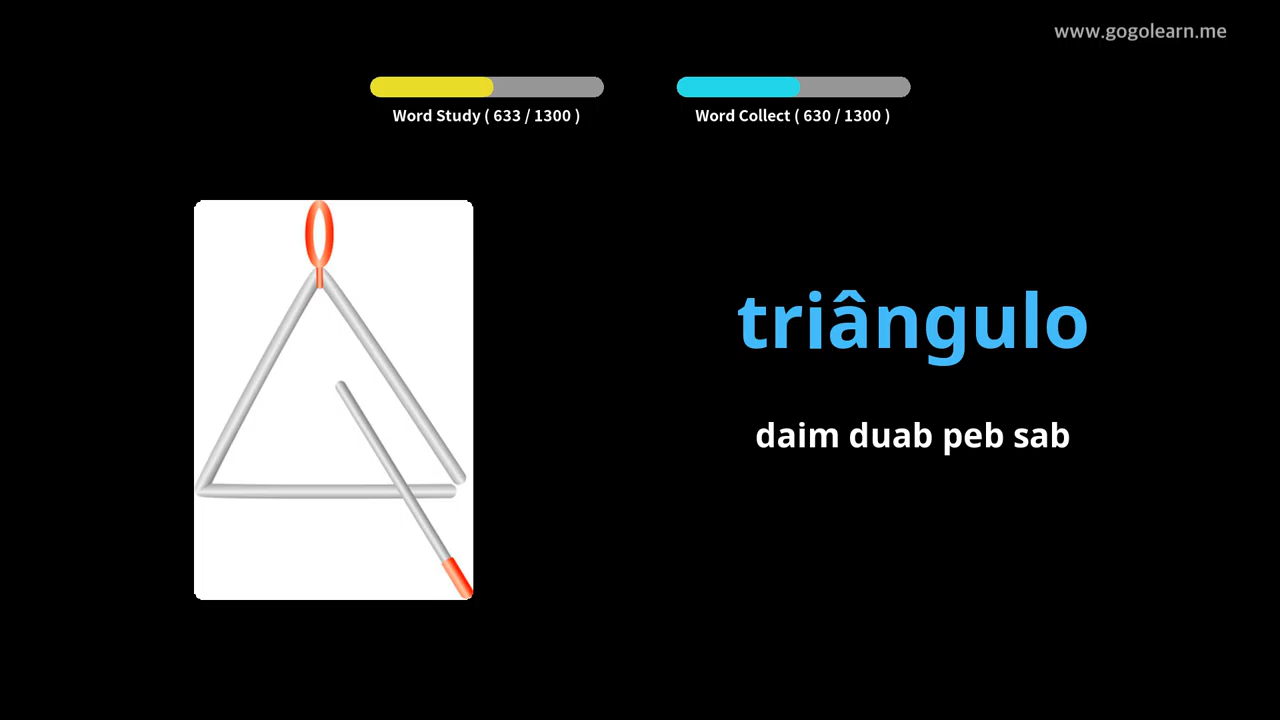 www.gogolearn.me
Word Study ( 633 / 1300 )
Word Collect ( 630 / 1300 )
triângulo
daim duab peb sab